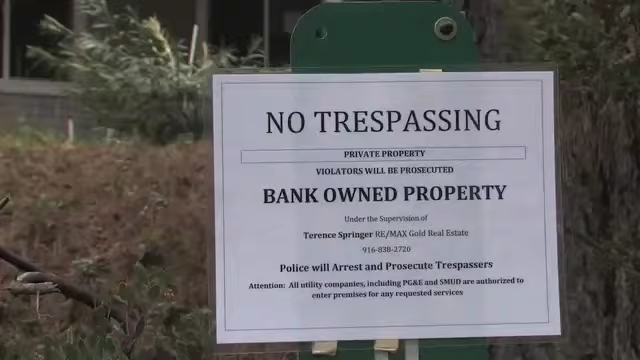 NO TRESPASSING
PRIVATE PROPERTY
VIOLATORS WILL BE PROSECUTED
BANK OWNED PROPERTY
Under the Supervision of
Terence Springer RE/MAX Gold Real Estate
916-838-2720
Police will Arrest and Prosecute Trespassers
Attention: All utility companies, including PG&E and SMUD are authorized to
enter premises for any requested services